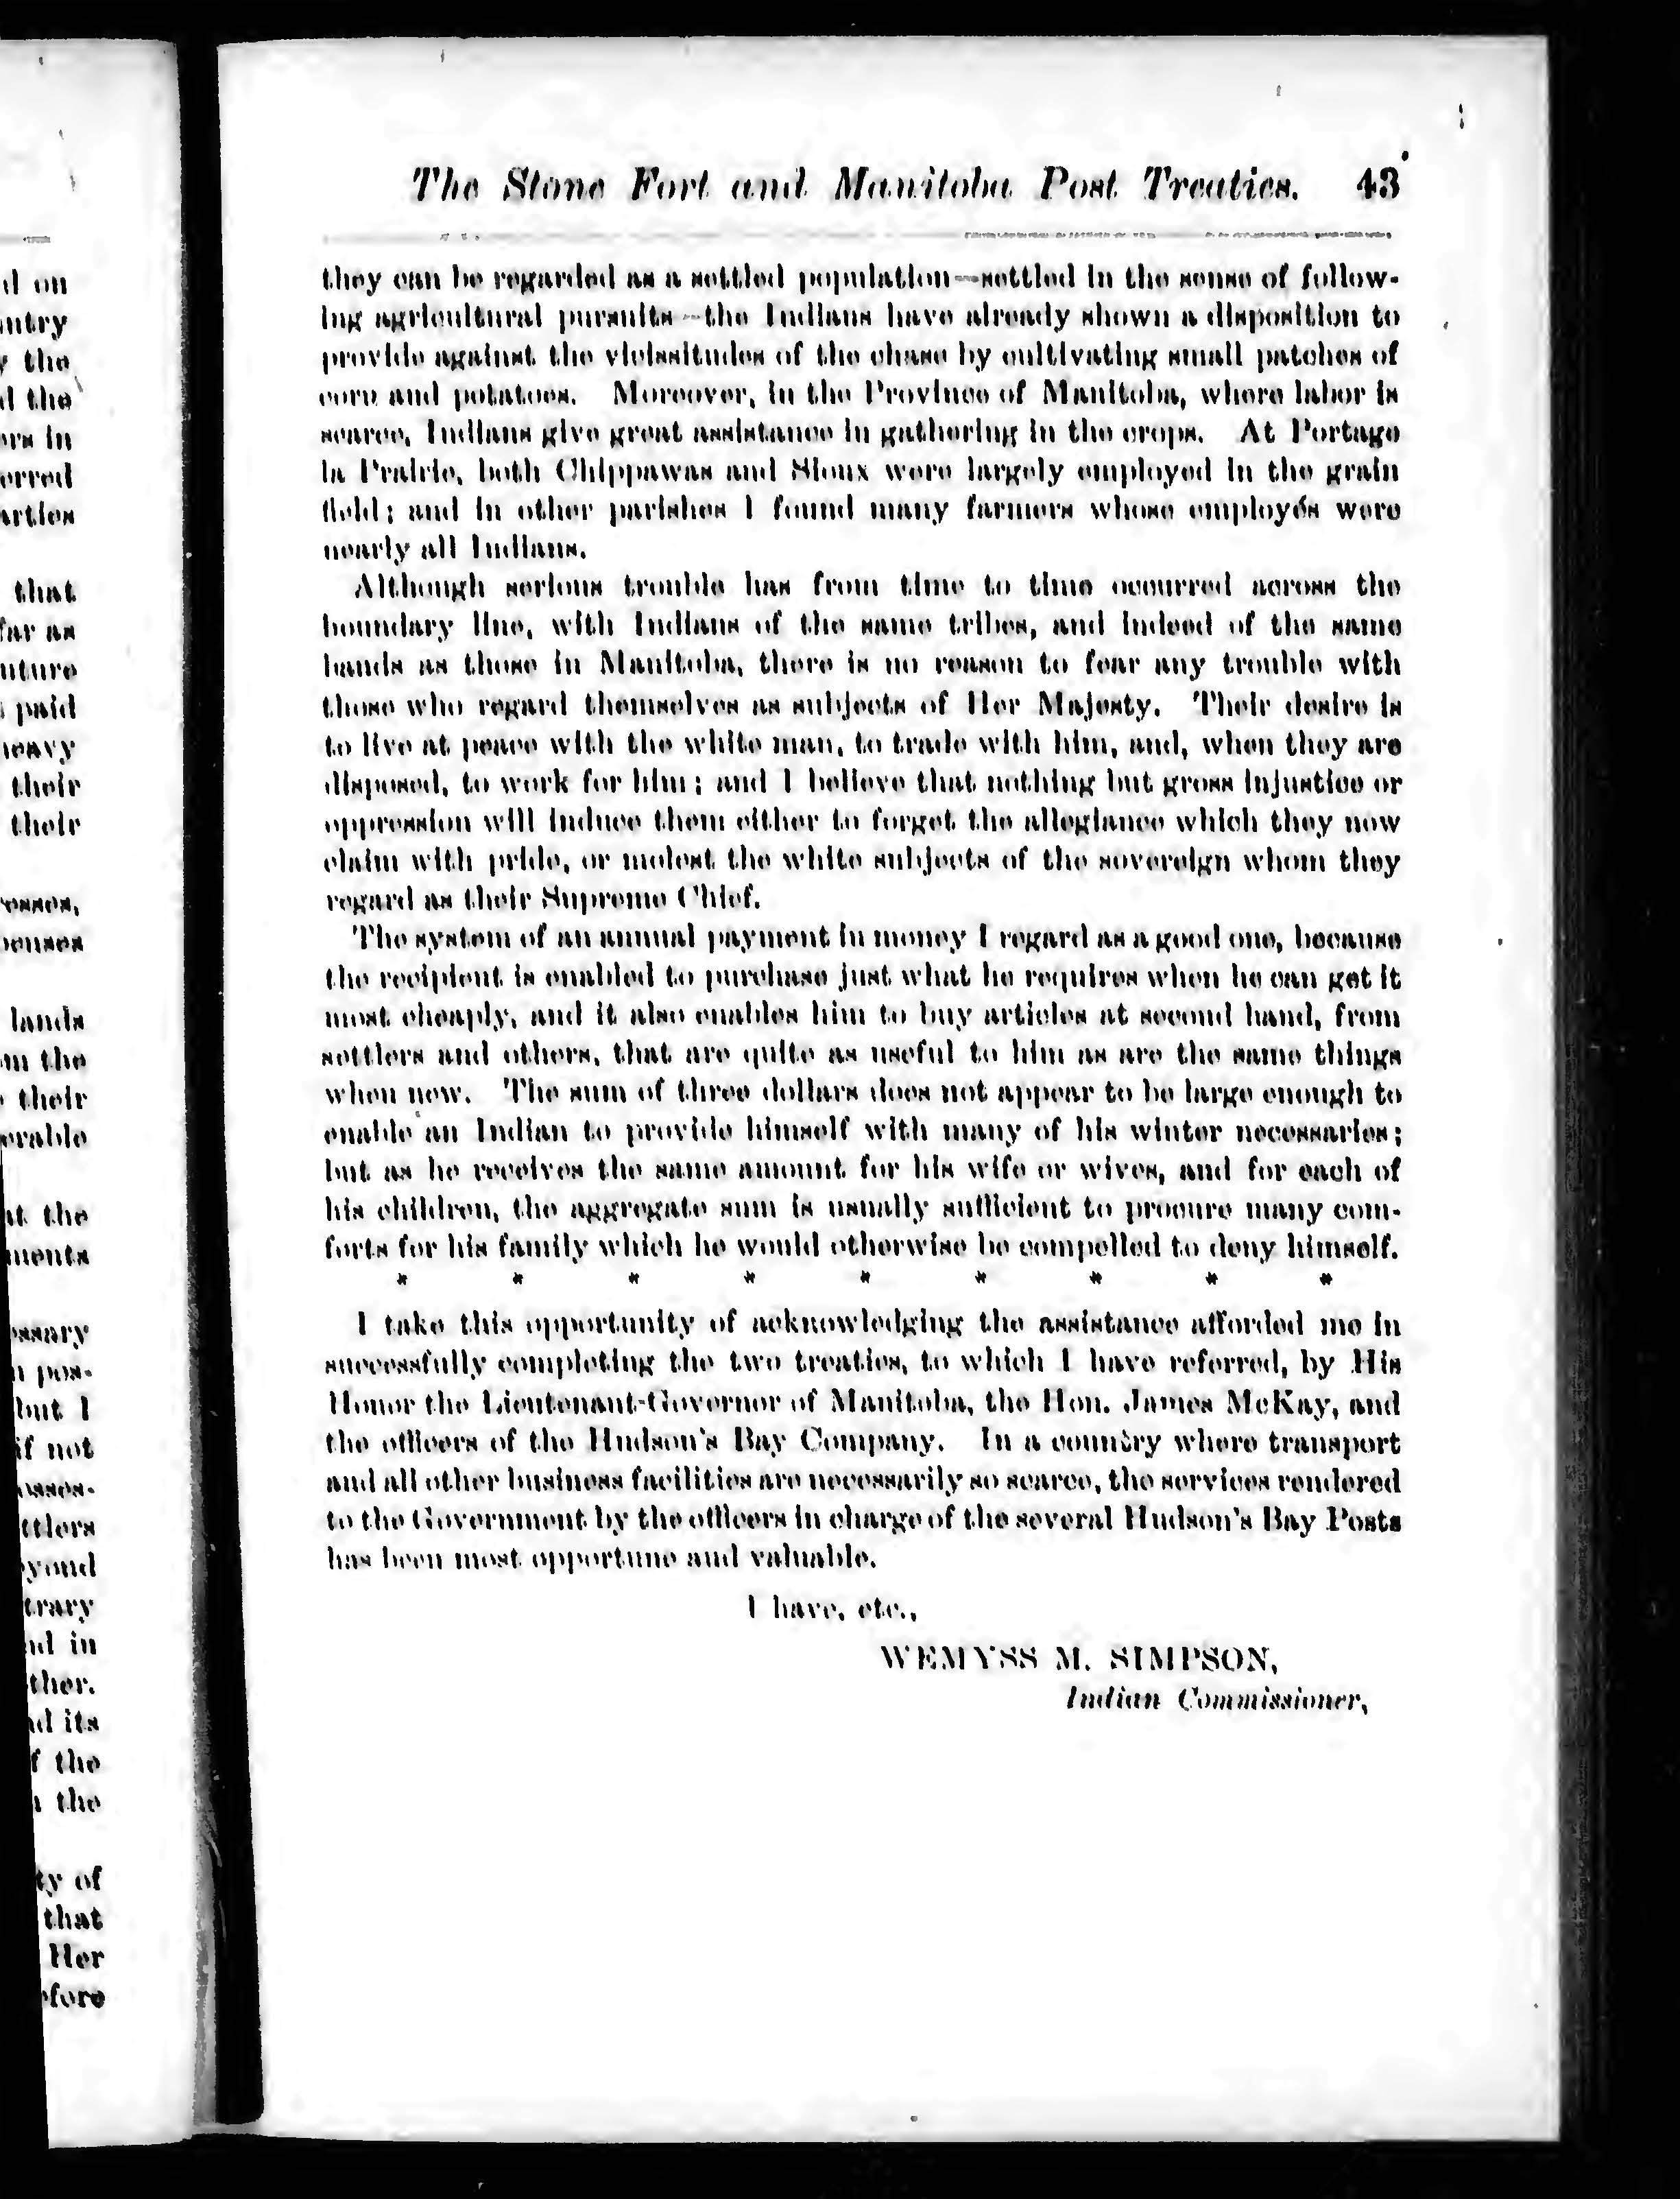 The Stone Fort and Manitoba Post Treaties. 43
they can be regarded as a settled population—settled in the sense of follow-
ing agricultural pursuits—the Indians have already shown a disposition to
provide against the vicissitudes of the chase by cultivating small patches of
corn and potatoes. Moreover, in the Province of Manitoba, where labor is
scarce, Indians give great assistance in gathering in the crops. At Portage
la Prairie, both Chippawas and Sioux were largely employed in the grain
field; and in other parishes I found many farmers whose employés were
nearly all Indians.
Although serious trouble has from time to time occurred across the
boundary line, with Indians of the same tribes, and indeed of the same
bands as those in Manitoba, there is no reason to fear any trouble with
those who regard themselves as subjects of Her Majesty. Their desire is
to live at peace with the white man, to trade with him, and, when they are
disposed, to work for him; and I believe that nothing but gross injustice or
oppression will induce them either to forget the allegiance which they now
claim with pride, or molest the white subjects of the sovereign whom they
regard as their Supreme Chief.
The system of an annual payment in money I regard as a good one, because
the recipient is enabled to purchase just what he requires when he can get it
most cheaply, and it also enables him to buy articles at second hand, from
settlers and others, that are quite as useful to him as are the same things
when new. The sum of three dollars does not appear to be large enough to
enable an Indian to provide himself with many of his winter necessaries;
but as he receives the same amount for his wife or wives, and for each of
his children, the aggregate sum is usually sufficient to procure many com-
forts for his family which he would otherwise be compelled to deny himself.
* * * * * * * * *
I take this opportunity of acknowledging the assistance afforded me in
successfully completing the two treaties, to which I have referred, by His
Honor the Lieutenant-Governor of Manitoba, the Hon. James McKay, and
the officers of the Hudson's Bay Company. In a country where transport
and all other business facilities are necessarily so scarce, the services rendered
to the Government by the officers in charge of the several Hudson's Bay Posts
has been most opportune and valuable.
I have, etc.,
WEMYSS M. SIMPSON,
Indian Commissioner,